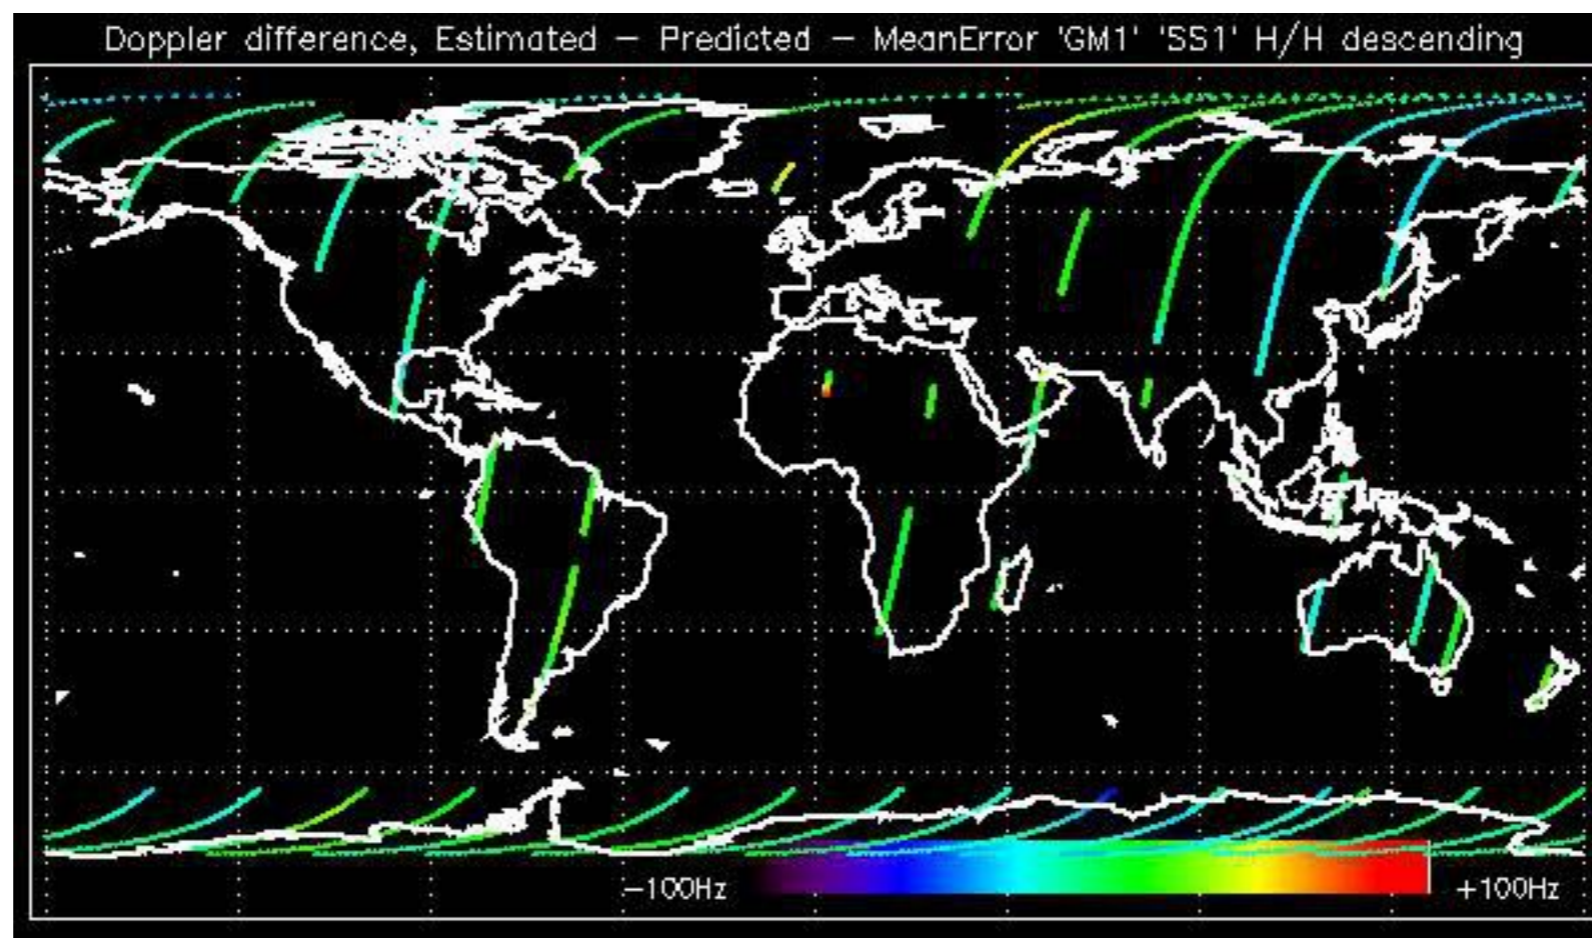 Doppler difference, Estimated – Predicted – MeanError 'GM1' 'SS1' H/H descending
–100Hz +100Hz